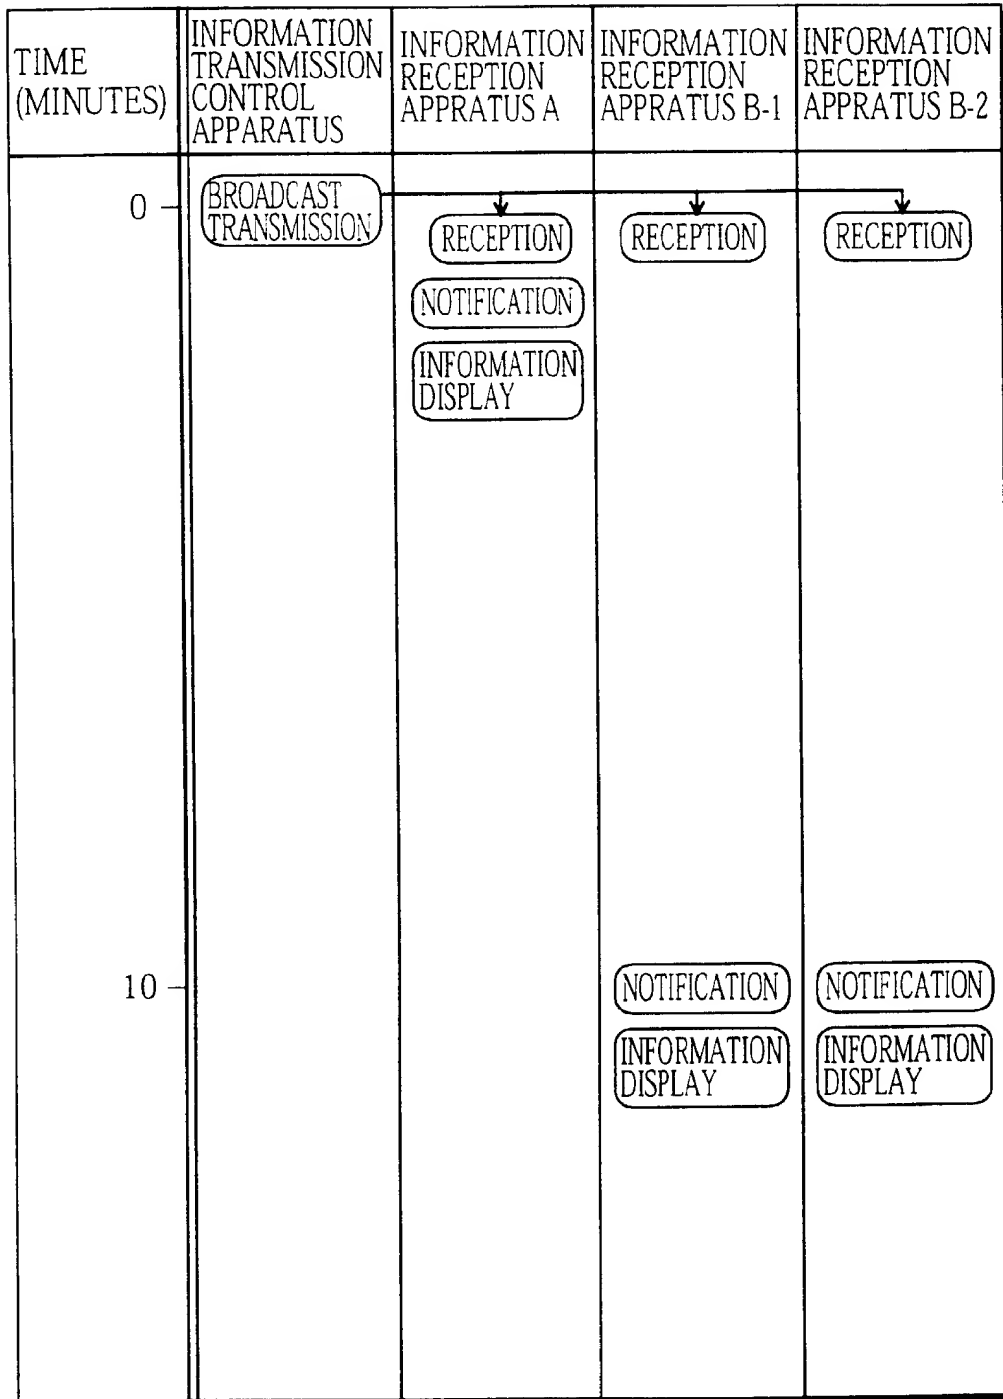 TIME
(MINUTES)
INFORMATION
TRANSMISSION
CONTROL
APPARATUS
INFORMATION
RECEPTION
APPRATUS A
INFORMATION
RECEPTION
APPRATUS B-1
INFORMATION
RECEPTION
APPRATUS B-2
0
BROADCAST
TRANSMISSION
RECEPTION
RECEPTION
RECEPTION
NOTIFICATION
INFORMATION
DISPLAY
10
NOTIFICATION
NOTIFICATION
INFORMATION
DISPLAY
INFORMATION
DISPLAY